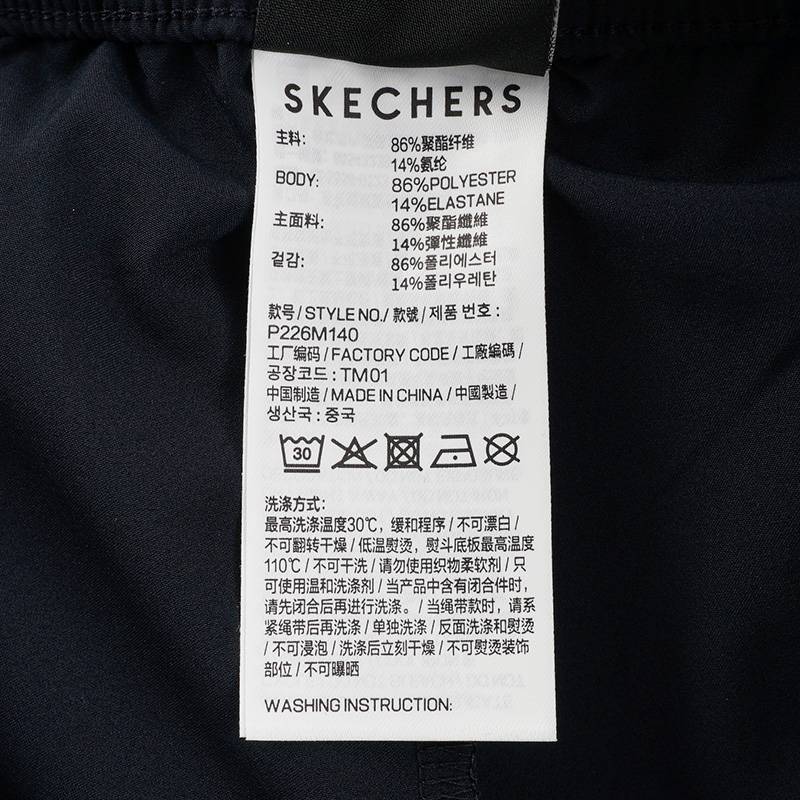 SKECHERS
主料: 86%聚酯纤维
14%氨纶
BODY: 86%POLYESTER
14%ELASTANE
主面料: 86%聚酯纖維
14%彈性纖維
겉감: 86%폴리에스터
14%폴리우레탄
款号/STYLE NO./款號/제품 번호:
P226M140
工厂编码/FACTORY CODE/工廠編碼/
공장코드:TM01
中国制造/MADE IN CHINA/中國製造/
생산국:중국
30
洗涤方式:
最高洗涤温度30℃, 缓和程序/不可漂白/
不可翻转干燥/低温熨烫, 熨斗底板最高温度
110℃/不可干洗/请勿使用织物柔软剂/只
可使用温和洗涤剂/当产品中含有闭合件时,
请先闭合后再进行洗涤。/当绳带款时, 请系
紧绳带后再洗涤/单独洗涤/反面洗涤和熨烫
/不可浸泡/洗涤后立刻干燥/不可熨烫装饰
部位/不可曝晒
WASHING INSTRUCTION: